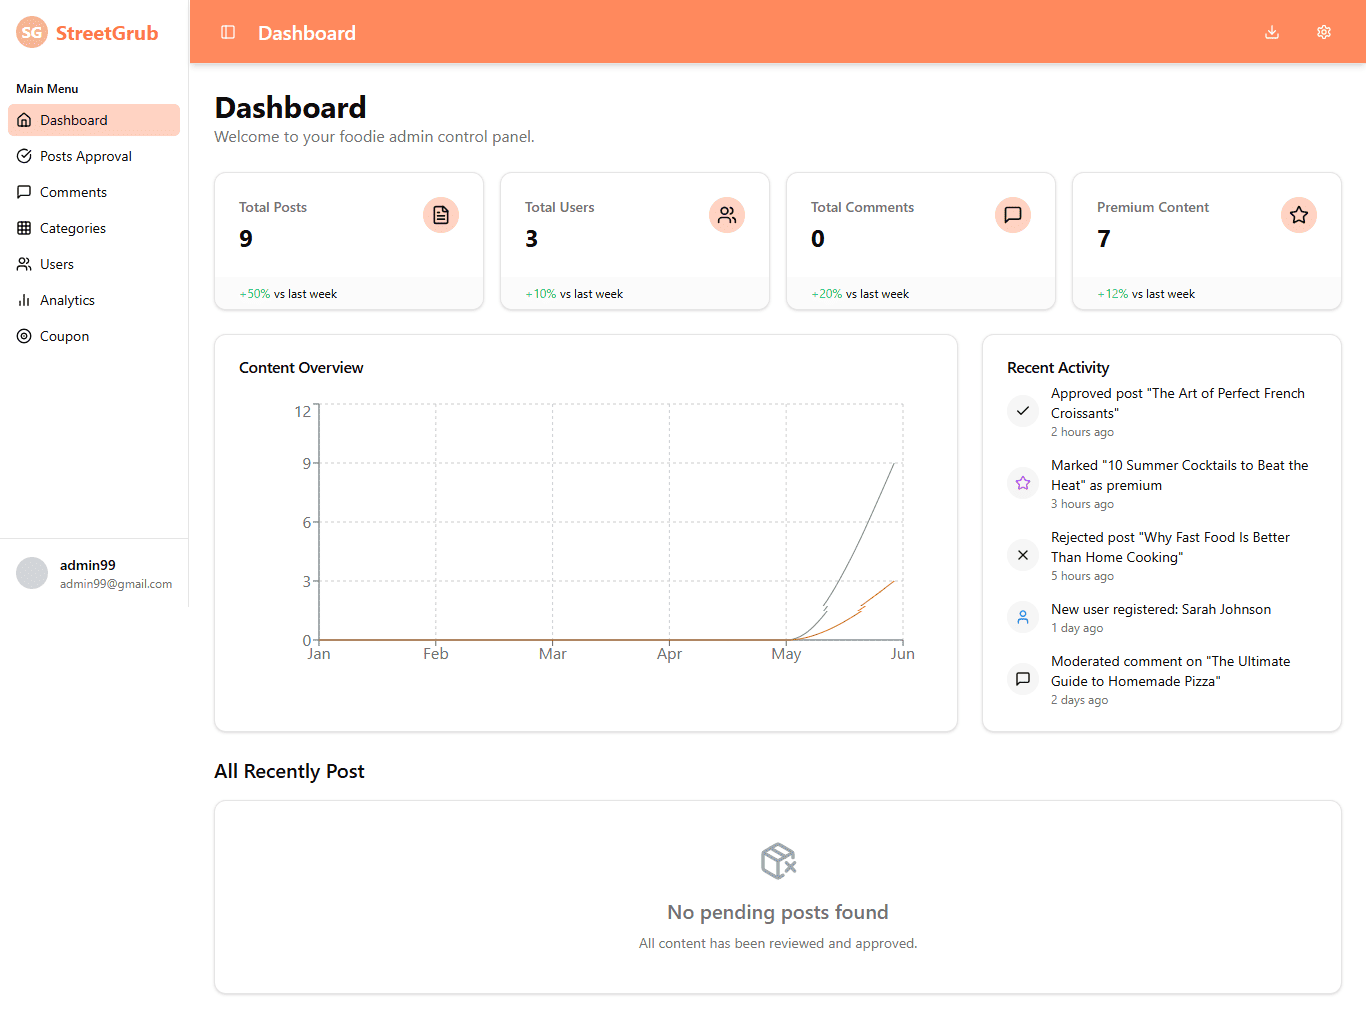 SG StreetGrub
Main Menu
Dashboard
Posts Approval
Comments
Categories
Users
Analytics
Coupon
admin99
admin99@gmail.com
Dashboard
Dashboard
Welcome to your foodie admin control panel.
Total Posts
9
+50% vs last week
Total Users
3
+10% vs last week
Total Comments
0
+20% vs last week
Premium Content
7
+12% vs last week
Content Overview
12
9
6
3
0
Jan Feb Mar Apr May Jun
Recent Activity
Approved post "The Art of Perfect French
Croissants"
2 hours ago
Marked "10 Summer Cocktails to Beat the
Heat" as premium
3 hours ago
Rejected post "Why Fast Food Is Better
Than Home Cooking"
5 hours ago
New user registered: Sarah Johnson
1 day ago
Moderated comment on "The Ultimate
Guide to Homemade Pizza"
2 days ago
All Recently Post
No pending posts found
All content has been reviewed and approved.